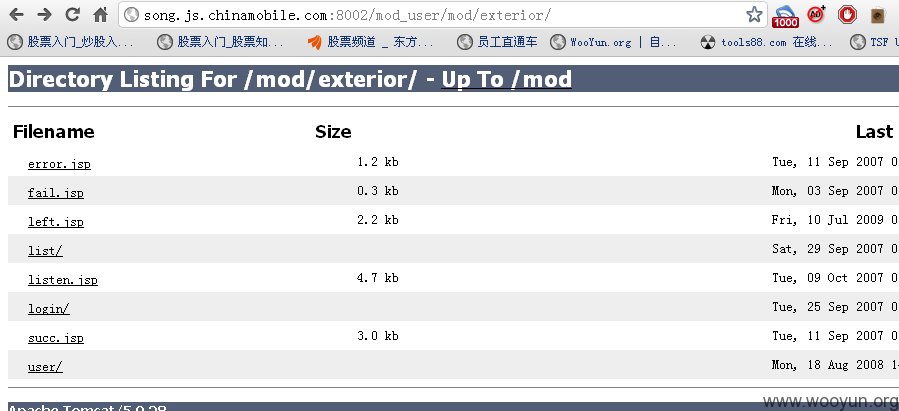 song.js.chinamobile.com:8002/mod_user/mod/exterior/
1000
股票入门_炒股入... 股票入门_股票知... 股票频道 _ 东方... 员工直通车 WooYun.org | 自... tools88.com 在线... TSF U
Directory Listing For /mod/exterior/ - Up To /mod
Filename Size Last
error.jsp 1.2 kb Tue, 11 Sep 2007 0
fail.jsp 0.3 kb Mon, 03 Sep 2007 0
left.jsp 2.2 kb Fri, 10 Jul 2009 0
list/ Sat, 29 Sep 2007 0
listen.jsp 4.7 kb Tue, 09 Oct 2007 0
login/ Tue, 25 Sep 2007 0
succ.jsp 3.0 kb Tue, 11 Sep 2007 0
user/ Mon, 18 Aug 2008 1
Apache Tomcat/5.0.28
www.wooyun.org